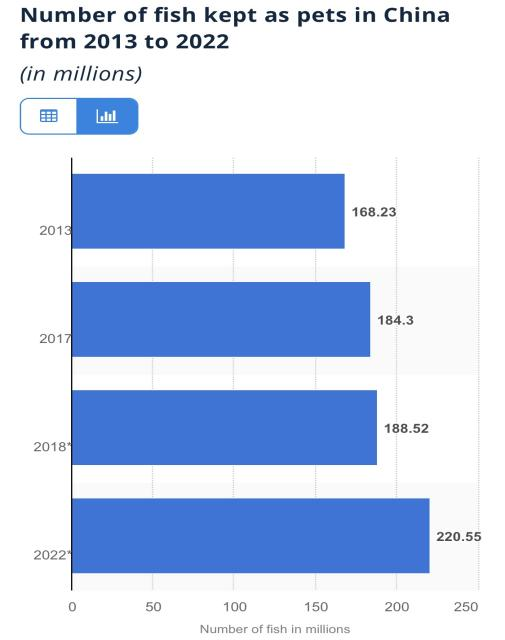 Number of fish kept as pets in China
from 2013 to 2022
(in millions)
2013
168.23
2017
184.3
2018*
188.52
2022*
220.55
0 50 100 150 200 250
Number of fish in millions